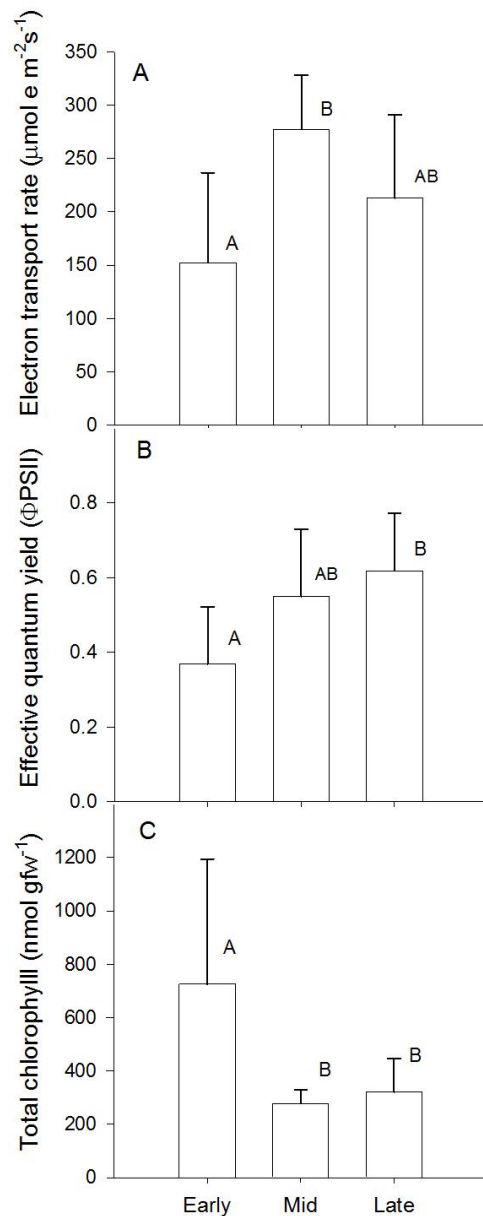 Electron transport rate (μmol e m⁻²s⁻¹)
350
300
250
200
150
100
50
0
A
A
B
AB
Effective quantum yield (ΦPSII)
0.8
0.6
0.4
0.2
0.0
B
A
AB
B
Total chlorophylll (nmol gfw⁻¹)
1200
1000
800
600
400
200
0
C
A
B
B
Early Mid Late